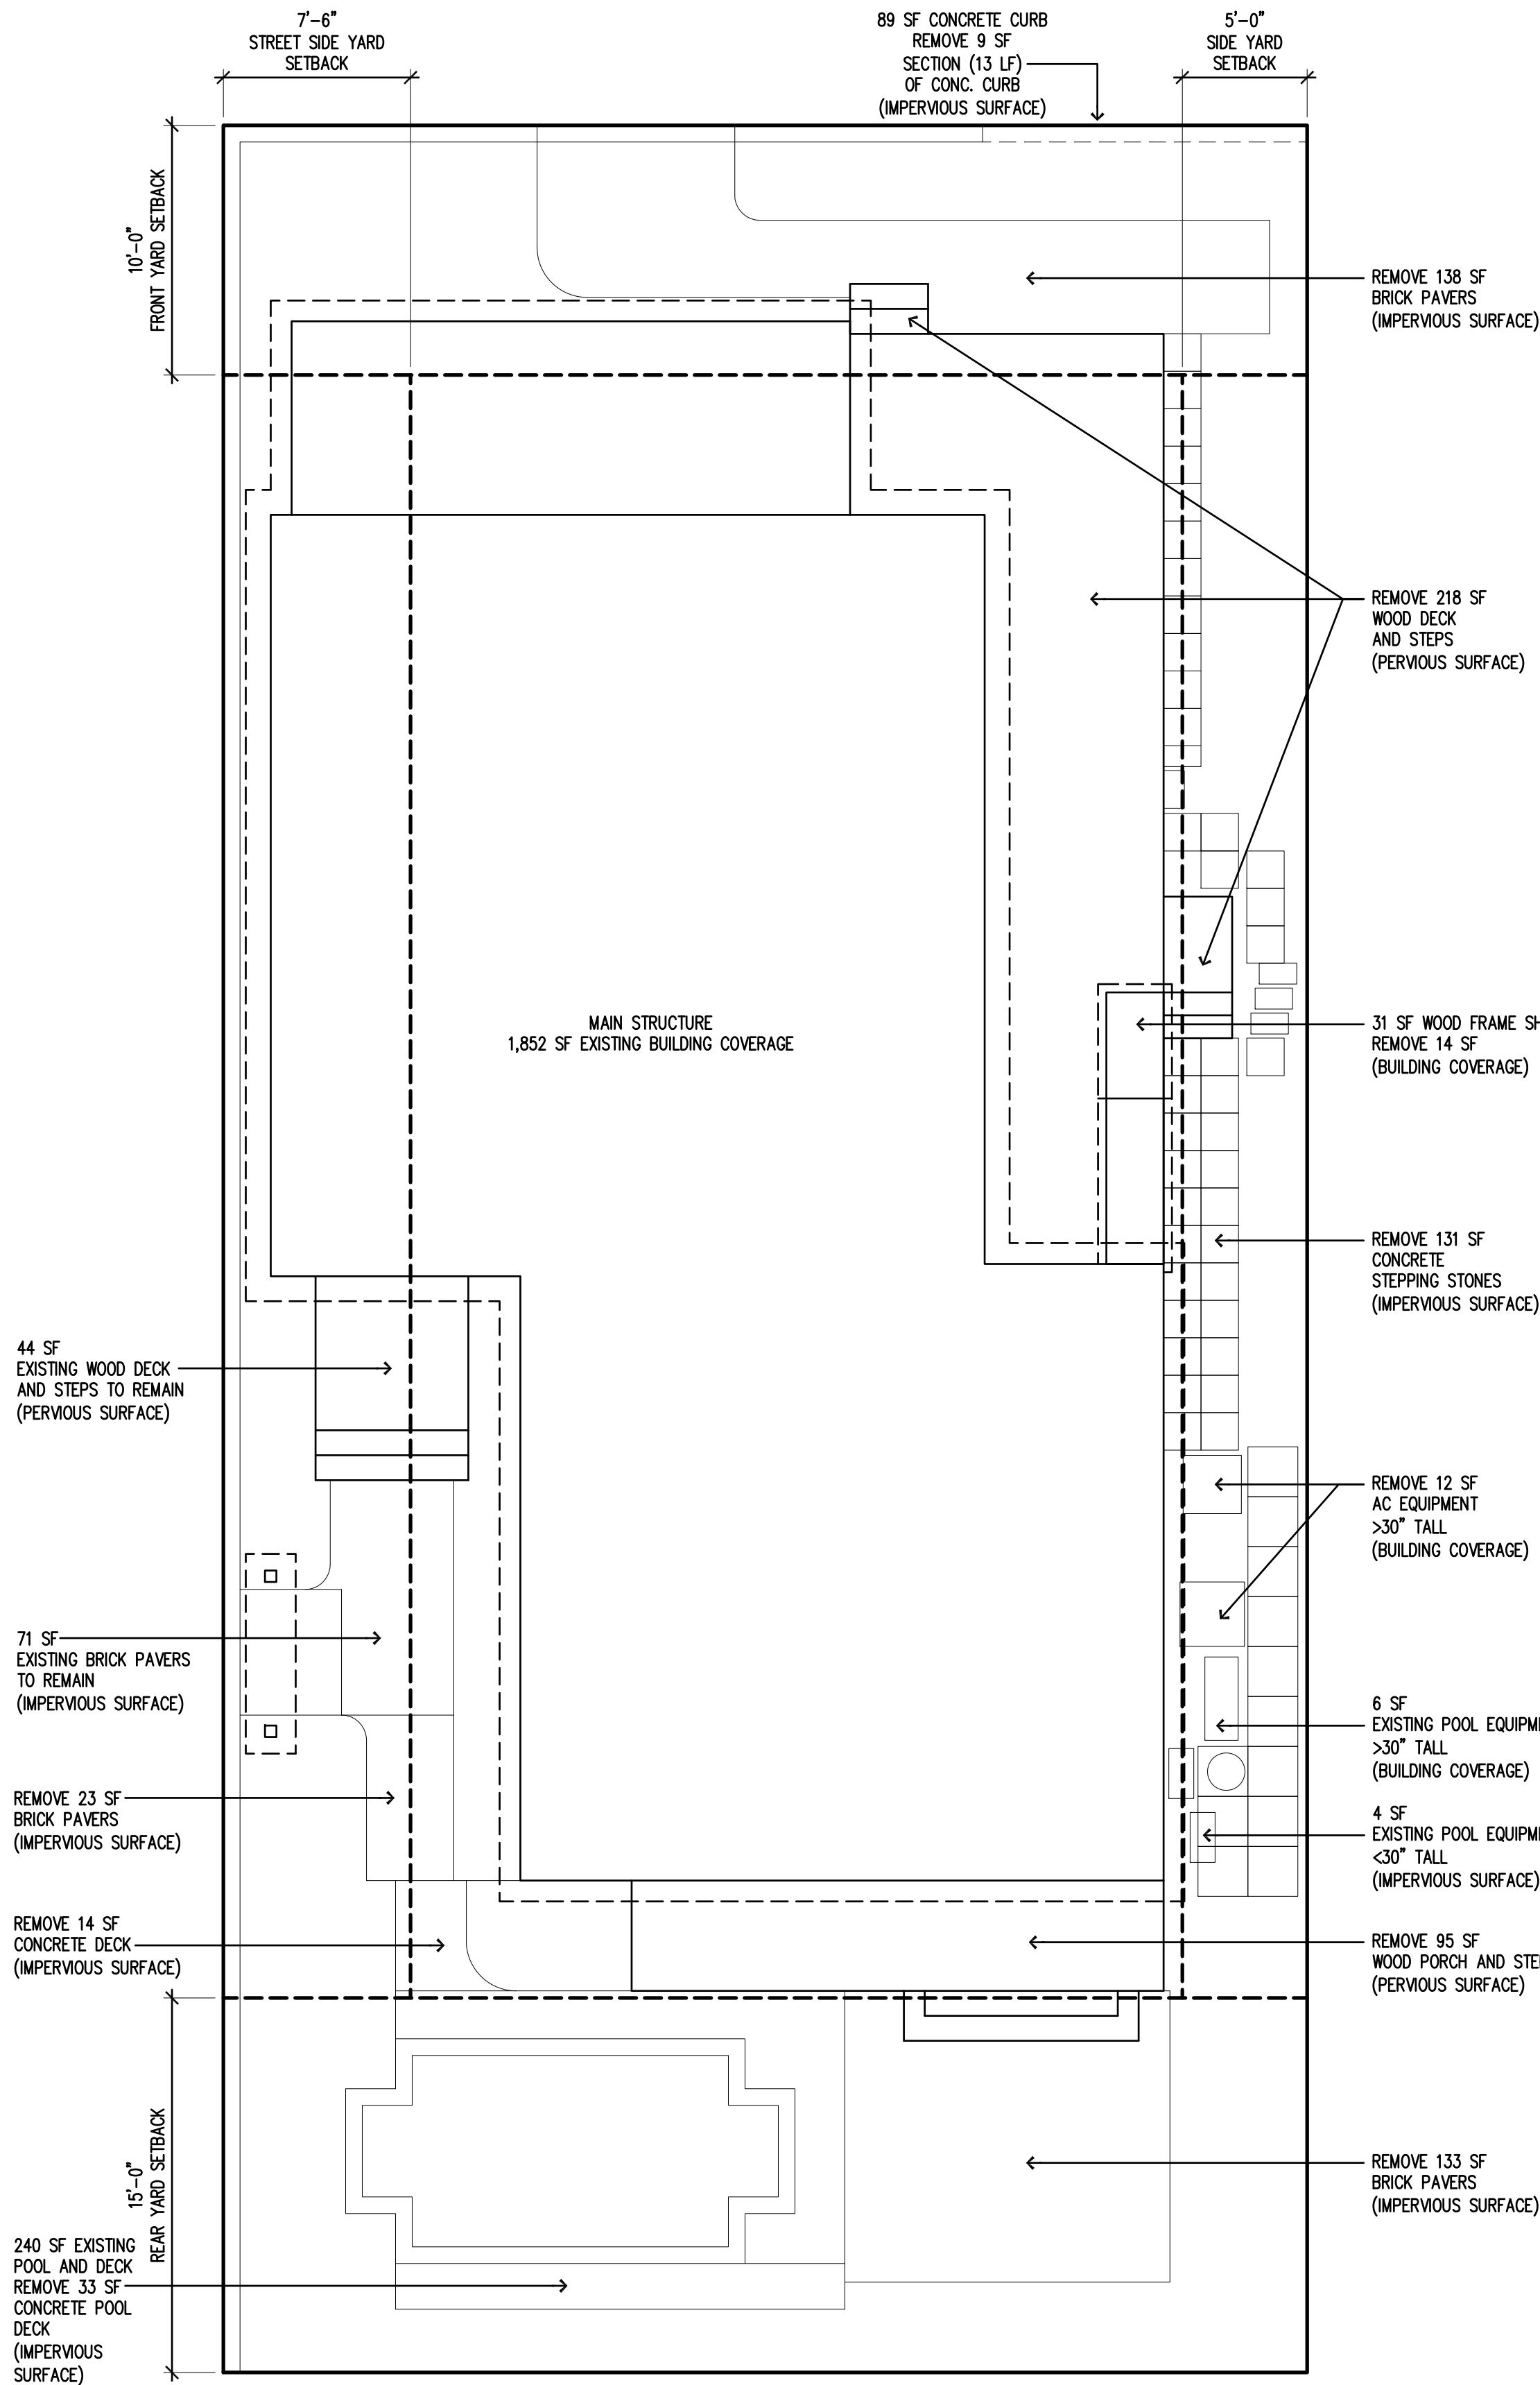 7'-6"
STREET SIDE YARD
SETBACK
89 SF CONCRETE CURB
REMOVE 9 SF
SECTION (13 LF)
OF CONC. CURB
(IMPERVIOUS SURFACE)
5'-0"
SIDE YARD
SETBACK
10'-0"
FRONT YARD SETBACK
REMOVE 138 SF
BRICK PAVERS
(IMPERVIOUS SURFACE)
REMOVE 218 SF
WOOD DECK
AND STEPS
(PERVIOUS SURFACE)
MAIN STRUCTURE
1,852 SF EXISTING BUILDING COVERAGE
31 SF WOOD FRAME
REMOVE 14 SF
(BUILDING COVERAGE)
REMOVE 131 SF
CONCRETE
STEPPING STONES
(IMPERVIOUS SURFACE)
44 SF
EXISTING WOOD DECK
AND STEPS TO REMAIN
(PERVIOUS SURFACE)
REMOVE 12 SF
AC EQUIPMENT
>30" TALL
(BUILDING COVERAGE)
71 SF
EXISTING BRICK PAVERS
TO REMAIN
(IMPERVIOUS SURFACE)
6 SF
EXISTING POOL
>30" TALL
(BUILDING COVERAGE)
REMOVE 23 SF
BRICK PAVERS
(IMPERVIOUS SURFACE)
4 SF
EXISTING POOL
<30" TALL
(IMPERVIOUS SURFACE)
REMOVE 14 SF
CONCRETE DECK
(IMPERVIOUS SURFACE)
REMOVE 95 SF
WOOD PORCH AND
(PERVIOUS SURFACE)
15'-0"
REAR YARD SETBACK
REMOVE 133 SF
BRICK PAVERS
(IMPERVIOUS SURFACE)
240 SF EXISTING
POOL AND DECK
REMOVE 33 SF
CONCRETE POOL
DECK
(IMPERVIOUS
SURFACE)